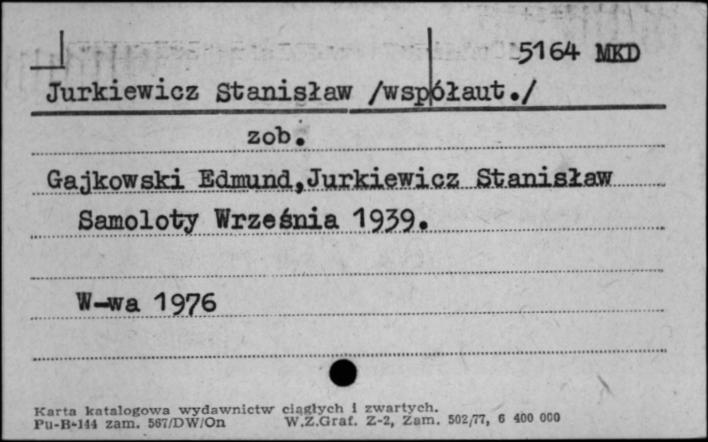 5164 MKD
Jurkiewicz Stanisław /współaut./
zob.
Gajkowski Edmund,Jurkiewicz Stanisław
Samoloty Września 1939.
W-wa 1976
Karta katalogowa wydawnictw ciągłych i zwartych.
Pu-B-144 zam. 567/DW/On W.Z.Graf. Z-2, Zam. 502/77, 6 400 000